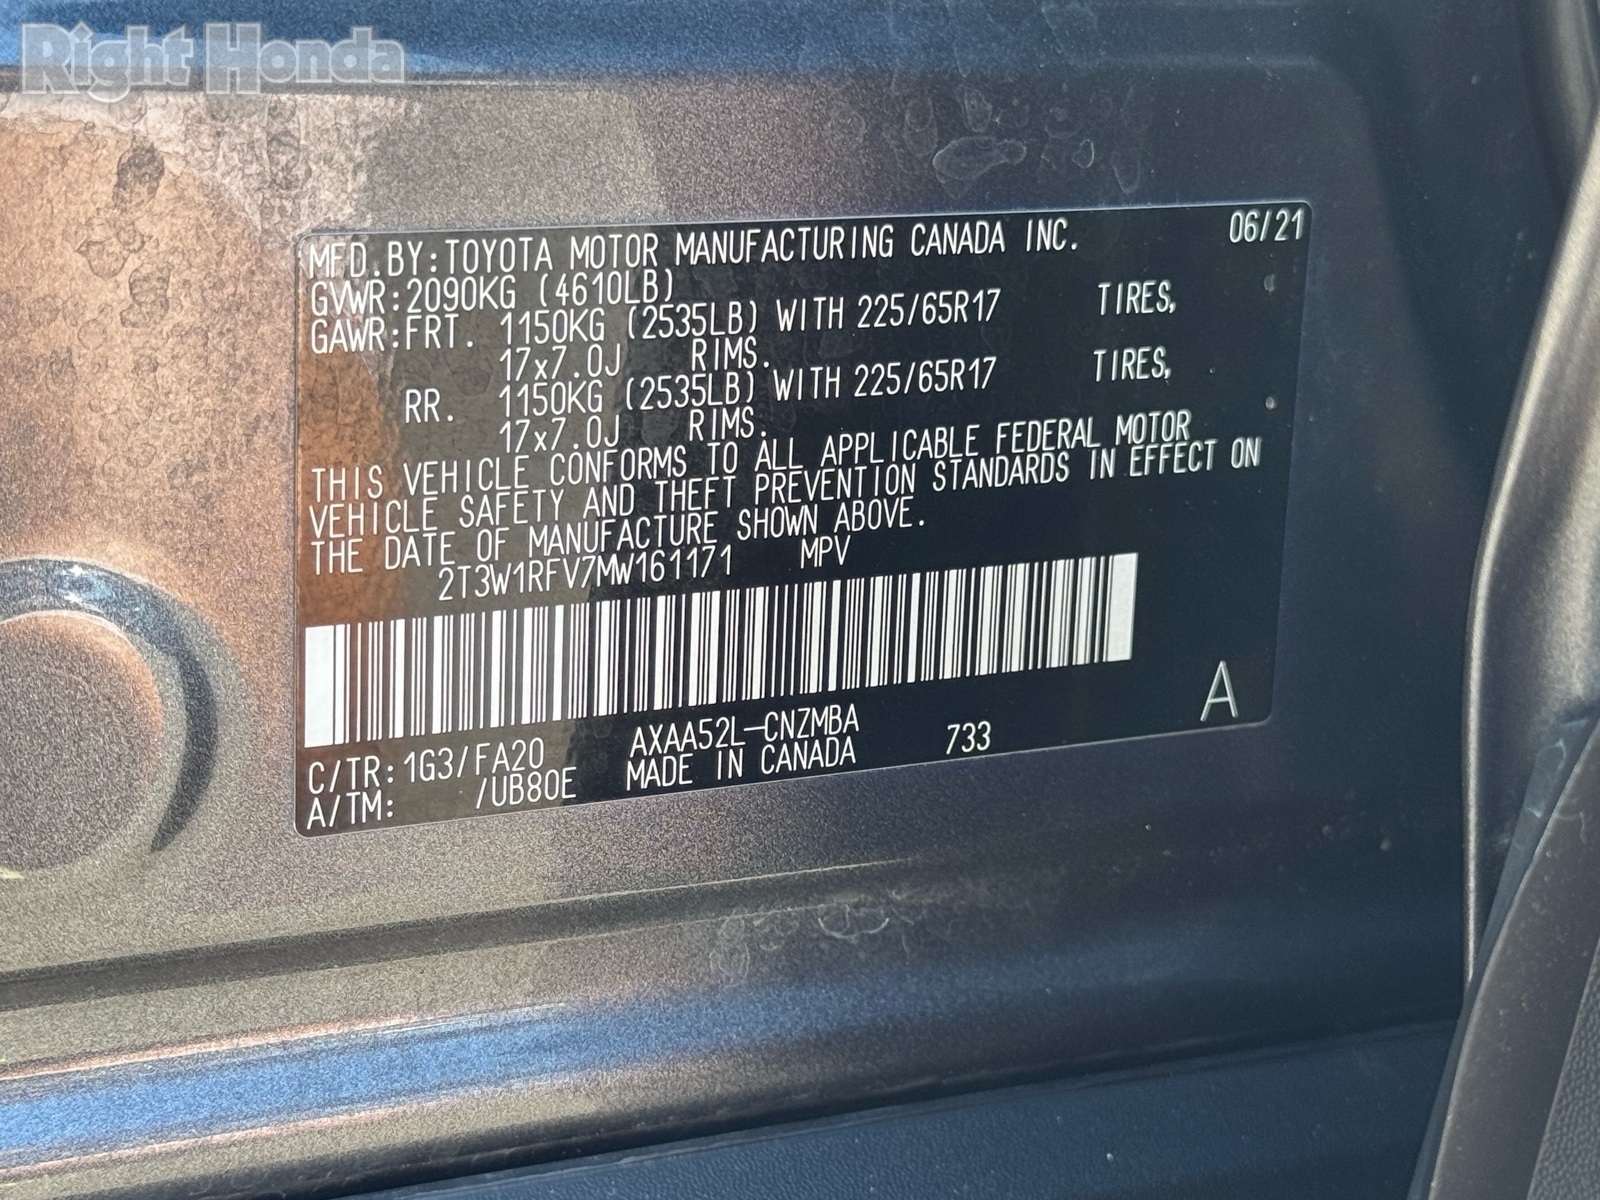 Right Honda
MFD.BY:TOYOTA MOTOR MANUFACTURING CANADA INC. 06/21
GVWR:2090KG (4610LB)
GAWR:FRT. 1150KG (2535LB) WITH 225/65R17 TIRES,
17x7.0J RIMS.
RR. 1150KG (2535LB) WITH 225/65R17 TIRES,
17x7.0J RIMS.
THIS VEHICLE CONFORMS TO ALL APPLICABLE FEDERAL MOTOR
VEHICLE SAFETY AND THEFT PREVENTION STANDARDS IN EFFECT ON
THE DATE OF MANUFACTURE SHOWN ABOVE.
2T3W1RFV7MW161171 MPV
C/TR:1G3/FA20 AXAA52L-CNZMBA 733 A
A/TM: /UB80E MADE IN CANADA